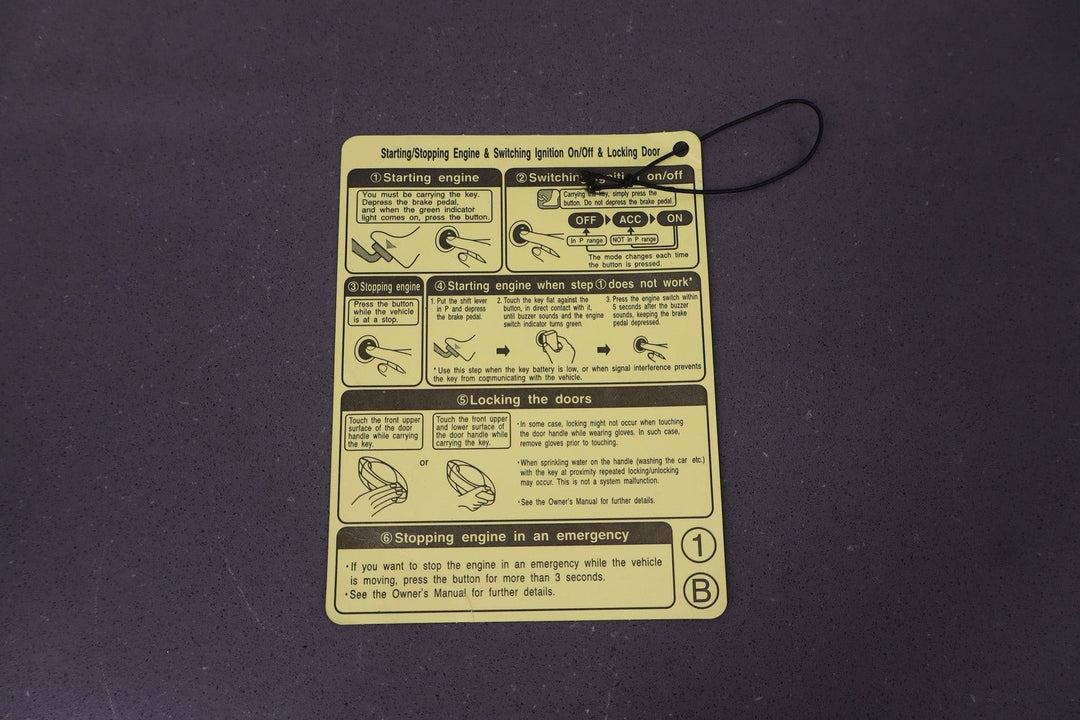 Starting/Stopping Engine & Switching Ignition On/Off & Locking Door
①Starting engine
You must be carrying the key.
Depress the brake pedal,
and when the green indicator
light comes on, press the button.
②Switching Ignition on/off
Carrying the key, simply press the
button. Do not depress the brake pedal.
OFF ACC ON
In P range NOT in P range
The mode changes each time
the button is pressed.
③Stopping engine
Press the button
while the vehicle
is at a stop.
④Starting engine when step①does not work*
1. Put the shift lever
in P and depress
the brake pedal.
2. Touch the key flat against the
button, in direct contact with it,
until buzzer sounds and the engine
switch indicator turns green.
3. Press the engine switch within
5 seconds after the buzzer
sounds, keeping the brake
pedal depressed.
*Use this step when the key battery is low, or when signal interference prevents
the key from communicating with the vehicle.
⑤Locking the doors
Touch the front upper
surface of the door
handle while carrying
the key.
or
Touch the front upper
and lower surface of
the door handle while
carrying the key.
・In some case, locking might not occur when touching
the door handle while wearing gloves. In such case,
remove gloves prior to touching.
・When sprinkling water on the handle (washing the car etc.)
with the key at proximity repeated locking/unlocking
may occur. This is not a system malfunction.
・See the Owner's Manual for further details.
⑥Stopping engine in an emergency
・If you want to stop the engine in an emergency while the vehicle
is moving, press the button for more than 3 seconds.
・See the Owner's Manual for further details.
①
Ⓑ